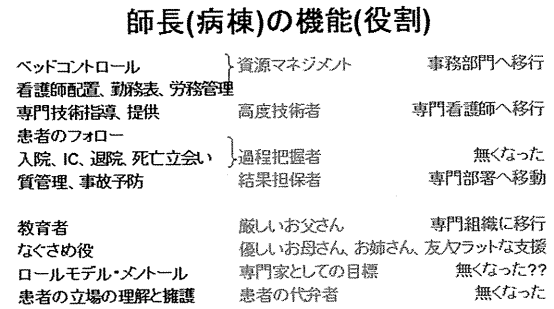 師長(病棟)の機能(役割)
ベッドコントロール 資源マネジメント 事務部門へ移行
看護師配置、勤務表、労務管理
専門技術指導、提供 高度技術者 専門看護師へ移行
患者のフォロー
入院、IC、退院、死亡立会い 過程把握者 無くなった
質管理、事故予防 結果担保者 専門部署へ移動
教育者 厳しいお父さん 専門組織に移行
なぐさめ役 優しいお母さん、お姉さん、友人フラットな支援
ロールモデル・メントール 専門家としての目標 無くなった??
患者の立場の理解と擁護 患者の代弁者 無くなった